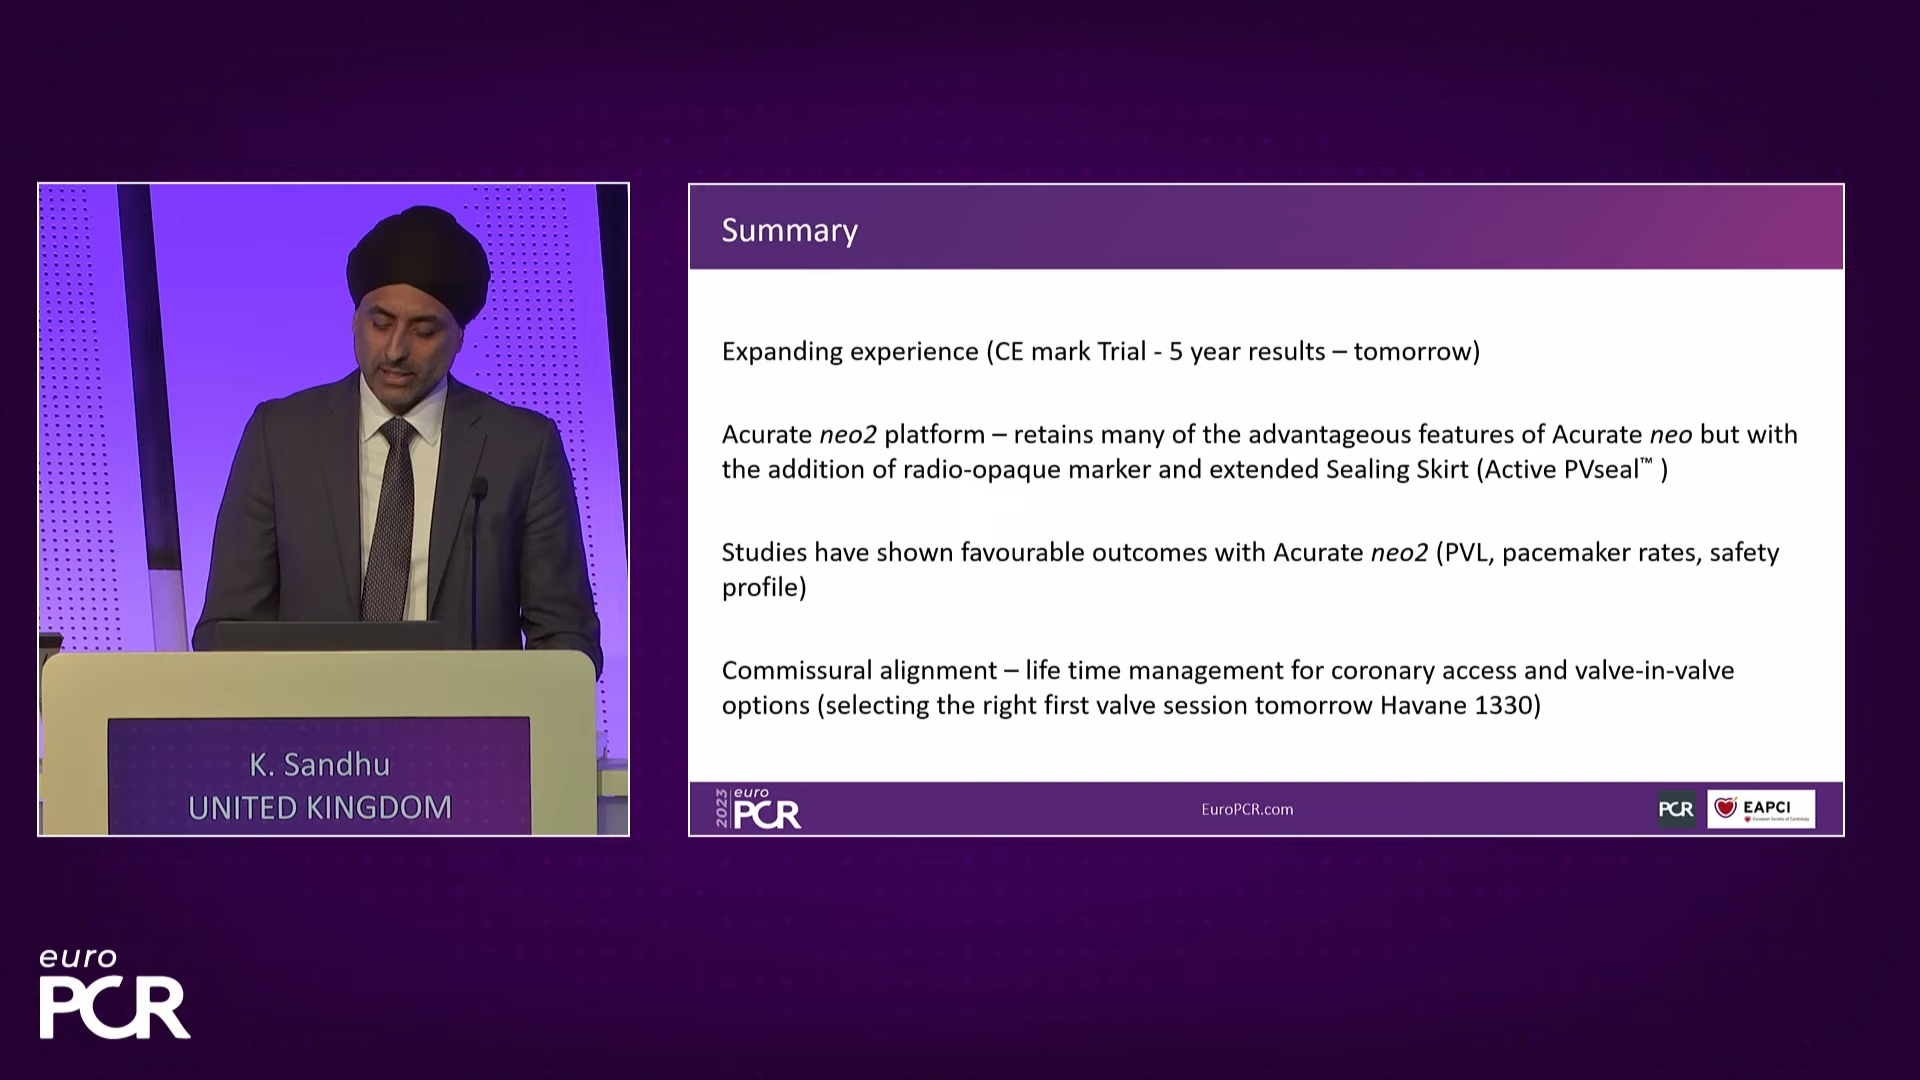 Summary
Expanding experience (CE mark Trial - 5 year results – tomorrow)
Acurate neo2 platform – retains many of the advantageous features of Acurate neo but with
the addition of radio-opaque marker and extended Sealing Skirt (Active PVseal™ )
Studies have shown favourable outcomes with Acurate neo2 (PVL, pacemaker rates, safety
profile)
Commissural alignment – life time management for coronary access and valve-in-valve
options (selecting the right first valve session tomorrow Havane 1330)
2023 euro
PCR
EuroPCR.com
PCR
EAPCI
European Society of Cardiology
K. Sandhu
UNITED KINGDOM
euro
PCR